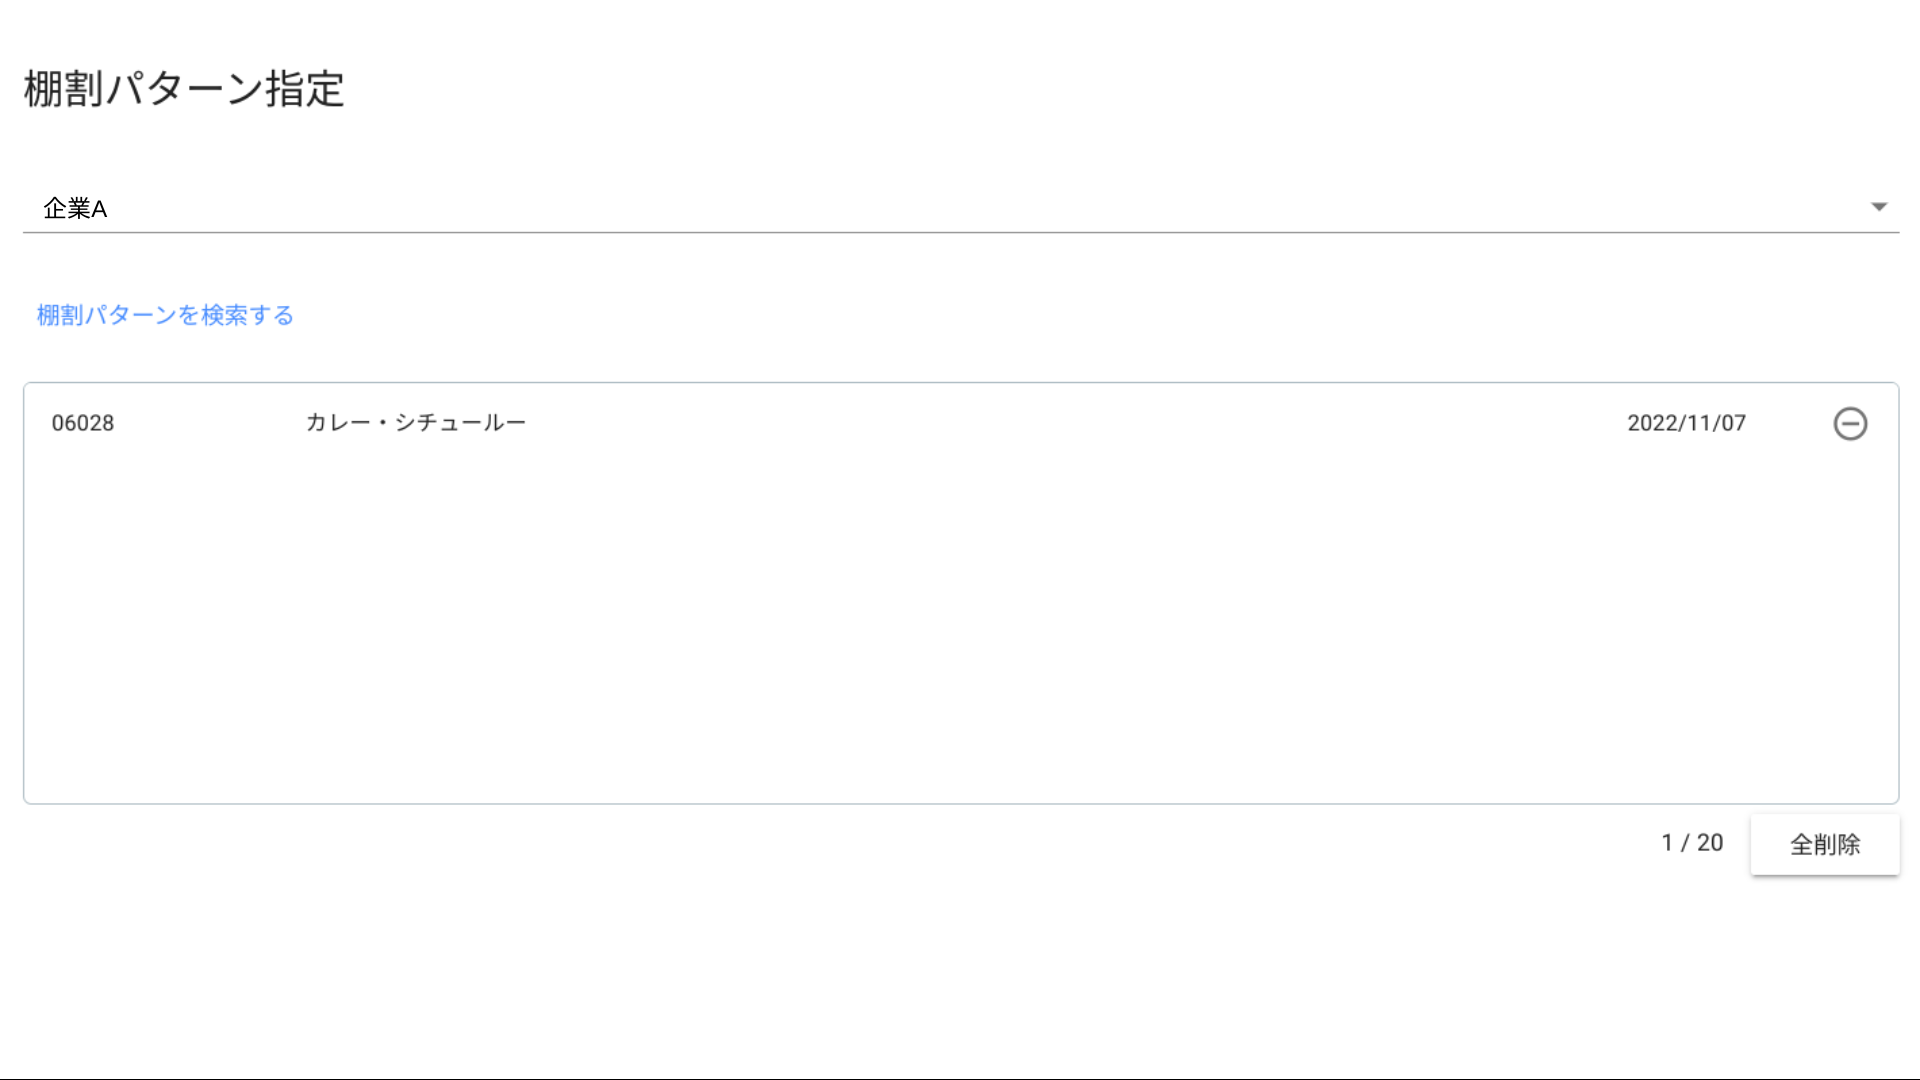 棚割パターン指定
企業A
棚割パターンを検索する
06028 カレー・シチュールー 2022/11/07
1 / 20 全削除